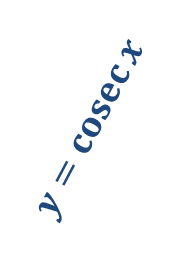 y = cosec x